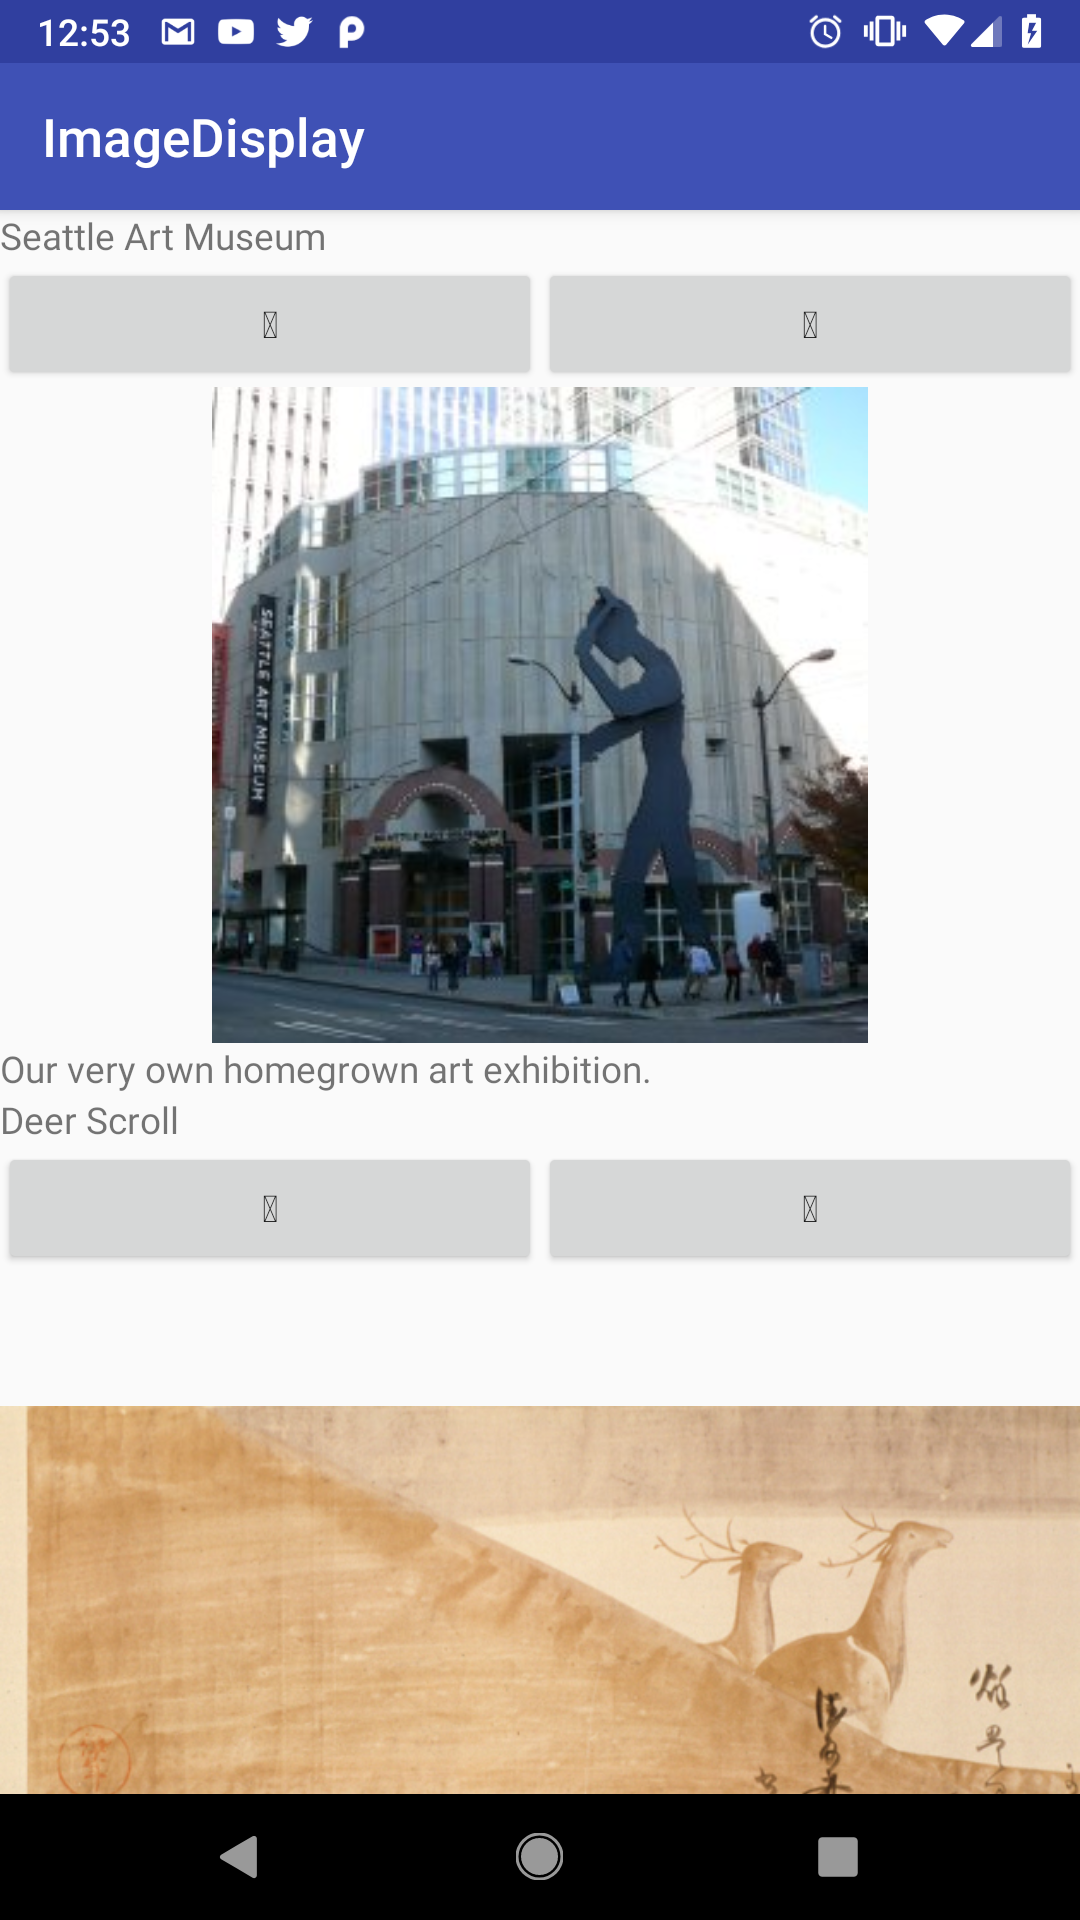 12:53
ImageDisplay
Seattle Art Museum
SEATTLE ART MUSEUM
Our very own homegrown art exhibition.
Deer Scroll